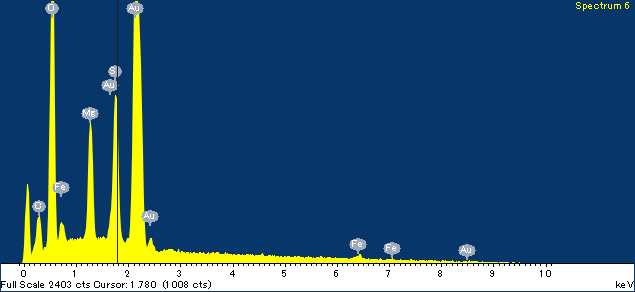 Spectrum 6
O Au
Si
Au
Mg
Fe
O
Au
Fe Fe Au
0 1 2 3 4 5 6 7 8 9 10
Full Scale 2403 cts Cursor: 1.780 (1008 cts) keV